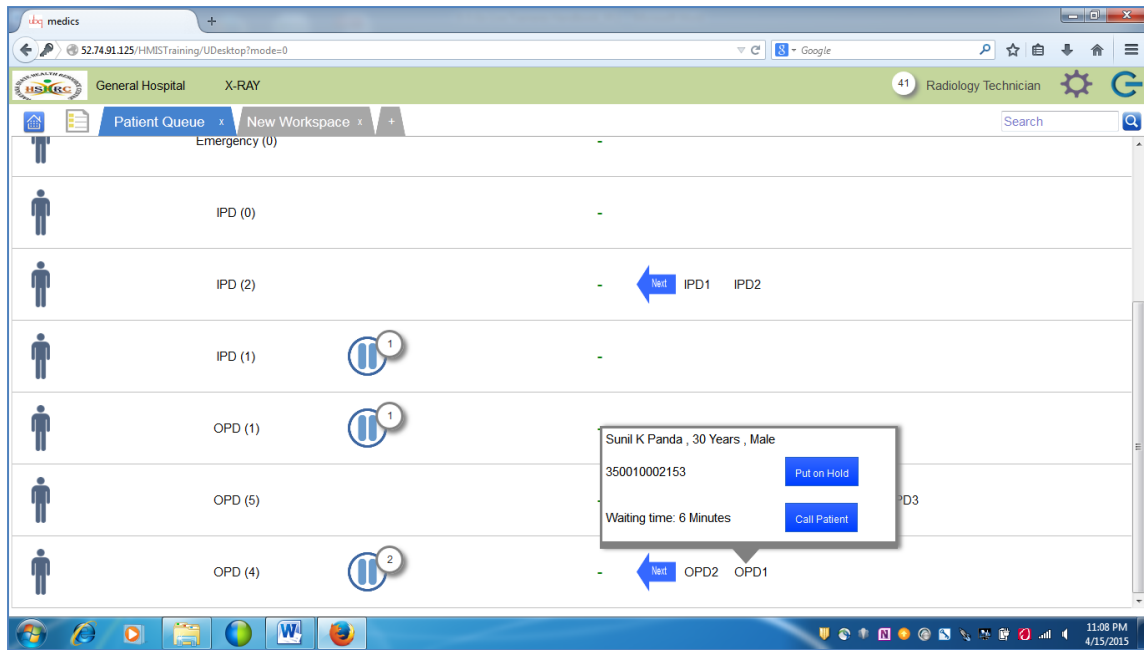 ubq medics
+
52.74.91.125/HMISTraining/UDesktop?mode=0
8 Google
HSHRC
General Hospital X-RAY
41 Radiology Technician
Patient Queue x New Workspace x +
Search
Emergency (0) -
IPD (0) -
IPD (2) - Next IPD1 IPD2
IPD (1) 1 -
OPD (1) 1
Sunil K Panda , 30 Years , Male
350010002153 Put on Hold
OPD (5) PD3
Waiting time: 6 Minutes Call Patient
OPD (4) 2 - Next OPD2 OPD1
11:08 PM
4/15/2015